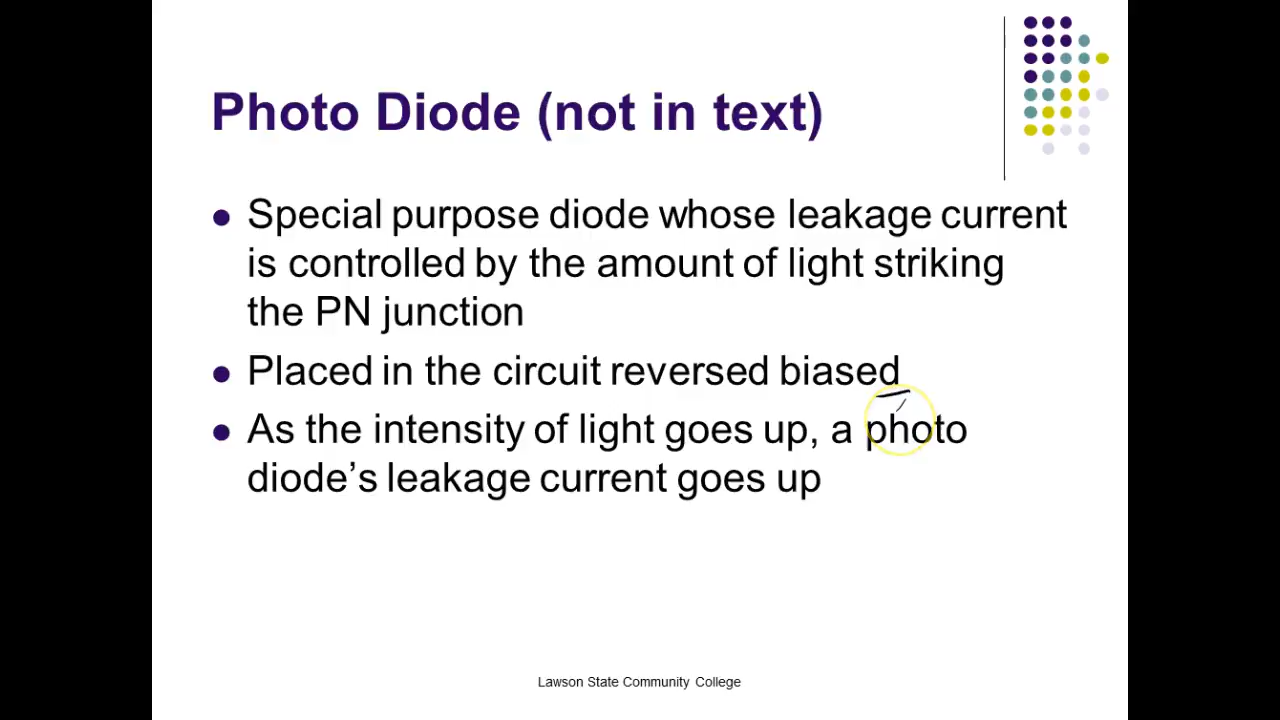 Photo Diode (not in text)
Special purpose diode whose leakage current
is controlled by the amount of light striking
the PN junction
Placed in the circuit reversed biased
As the intensity of light goes up, a photo
diode’s leakage current goes up
Lawson State Community College